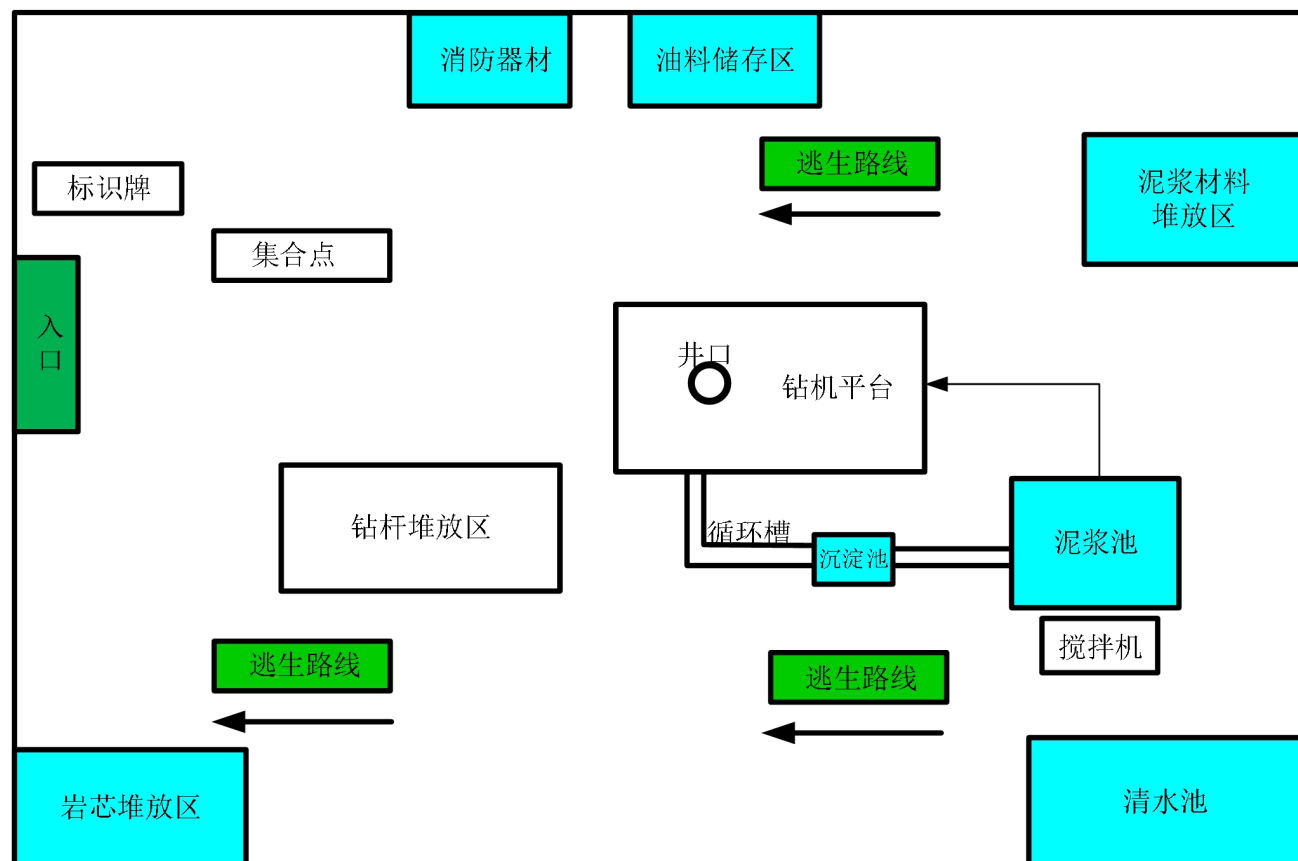 消防器材
油料储存区
逃生路线
泥浆材料
堆放区
标识牌
集合点
入
口
井口
钻机平台
钻杆堆放区
循环槽
沉淀池
泥浆池
搅拌机
逃生路线
逃生路线
岩芯堆放区
清水池